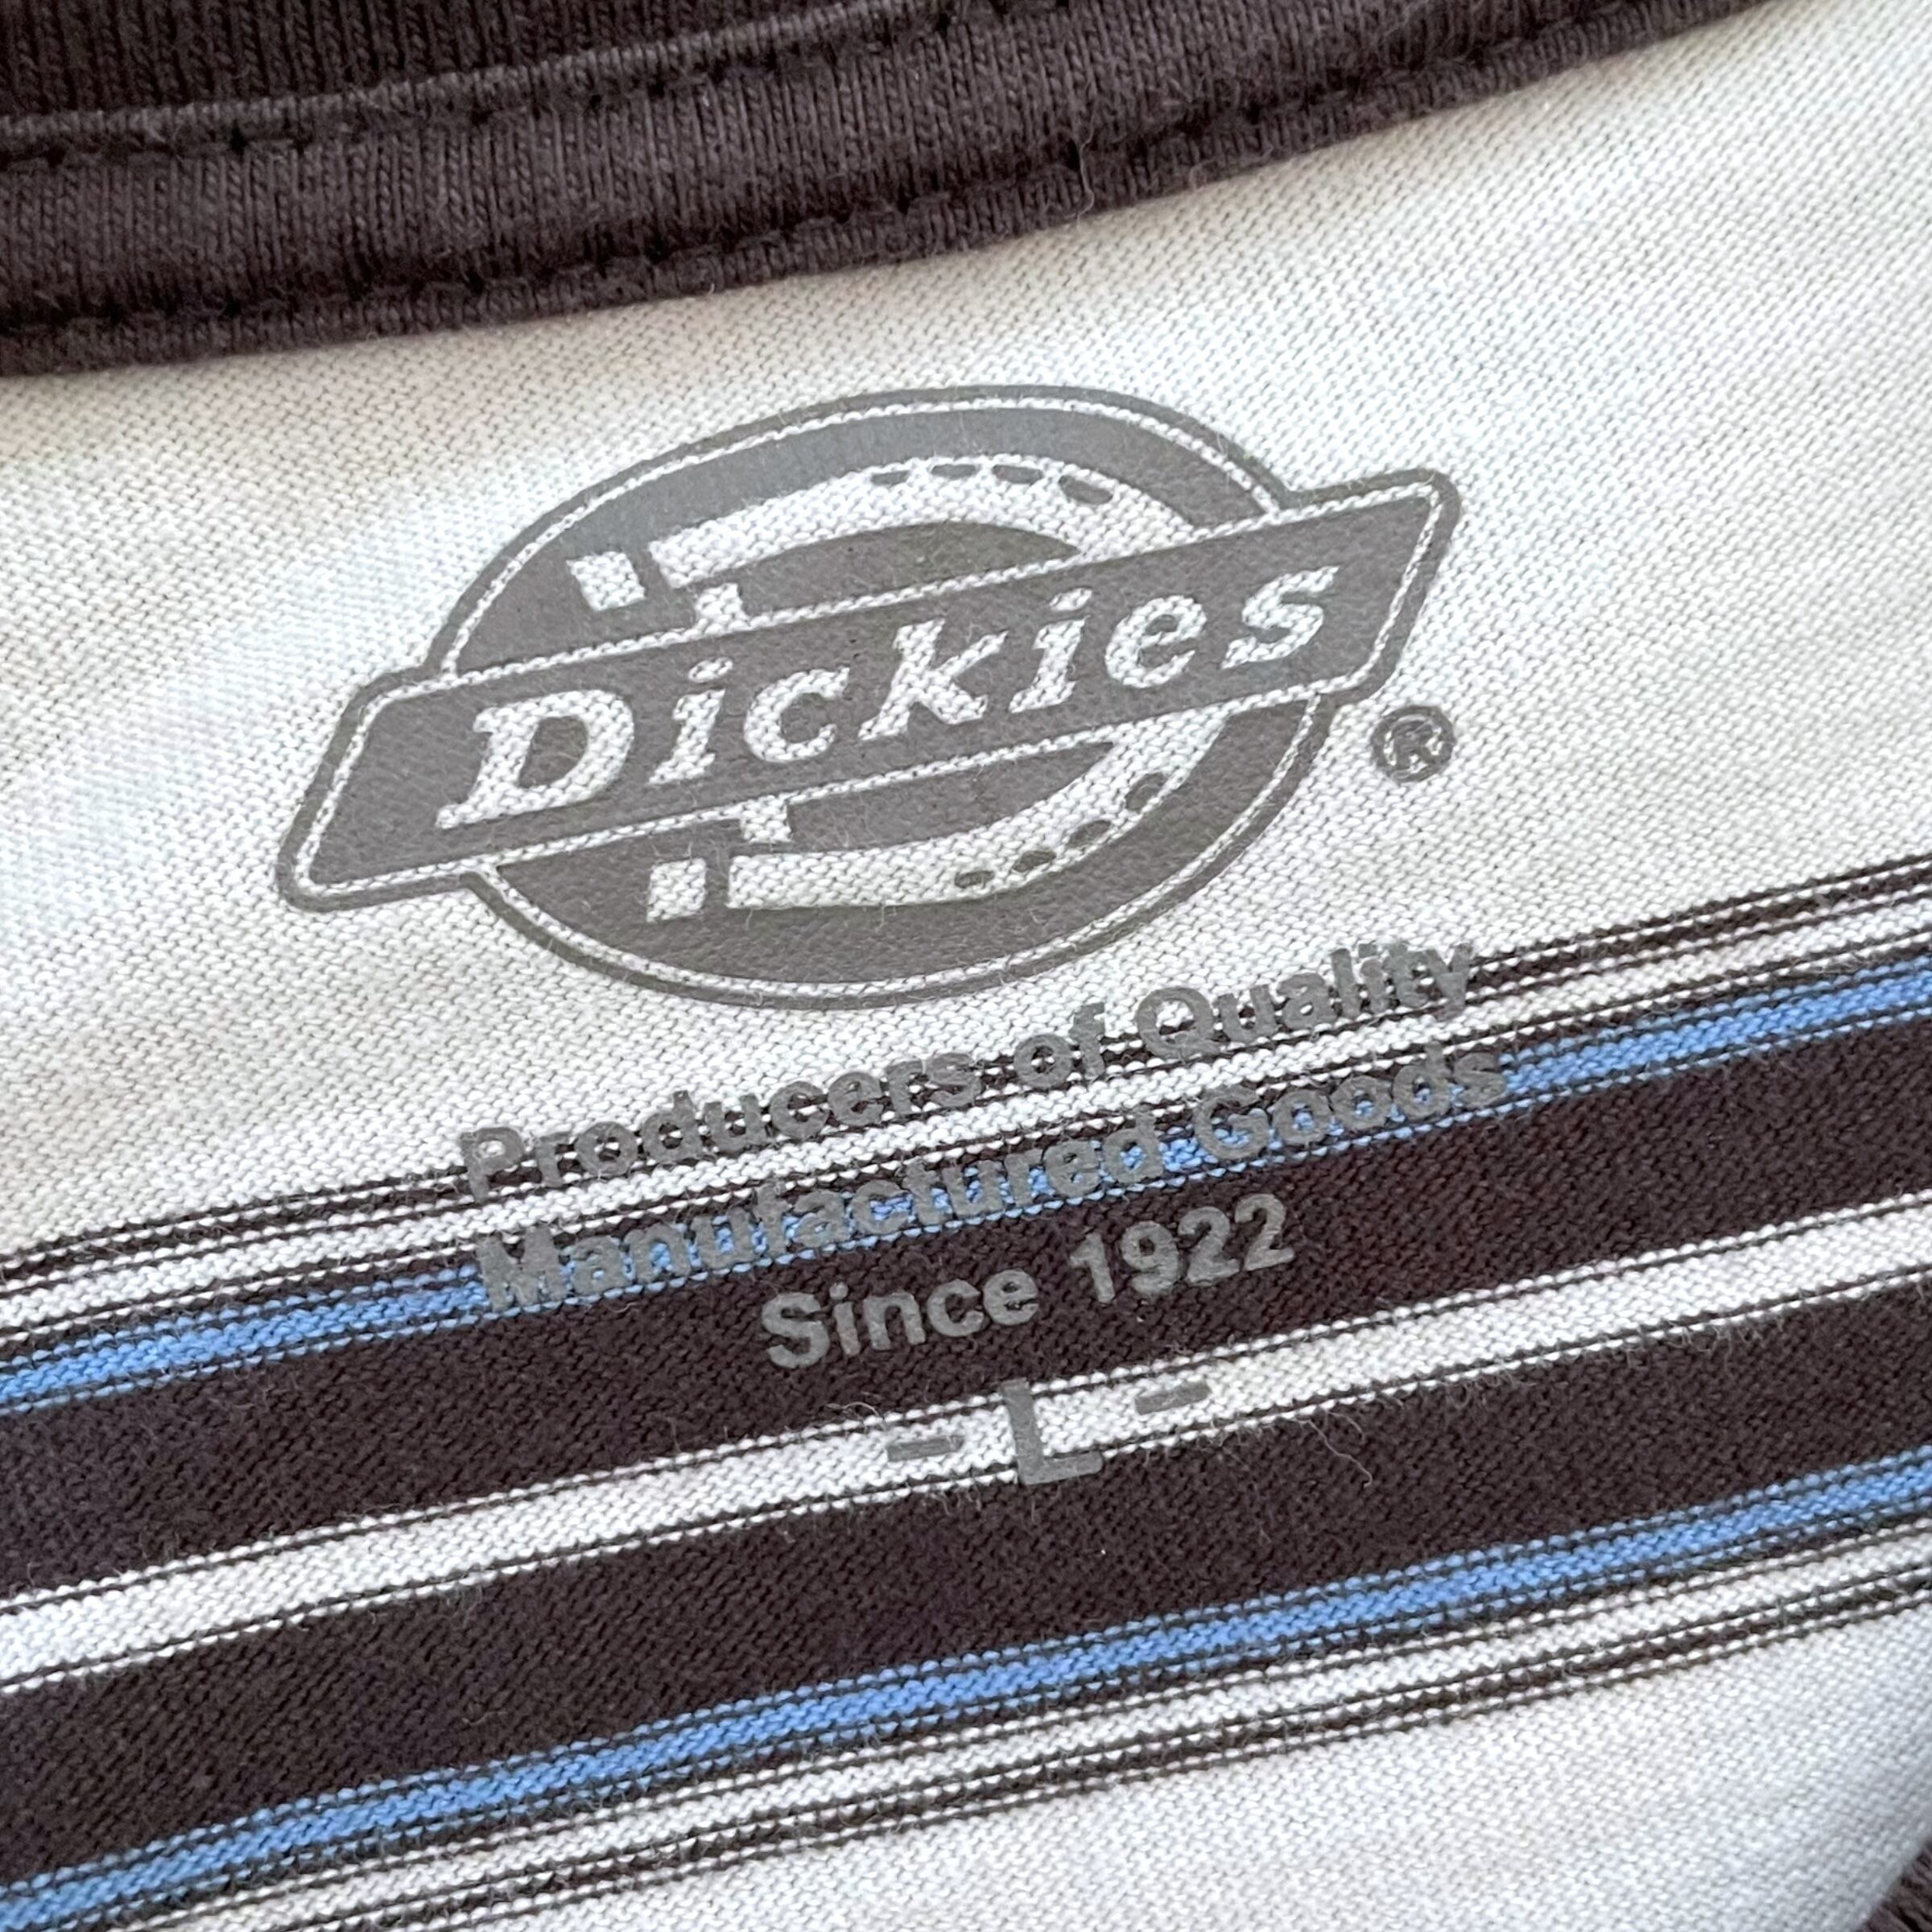 Dickies®
Producers of Quality
Manufactured Goods
Since 1922
- L -